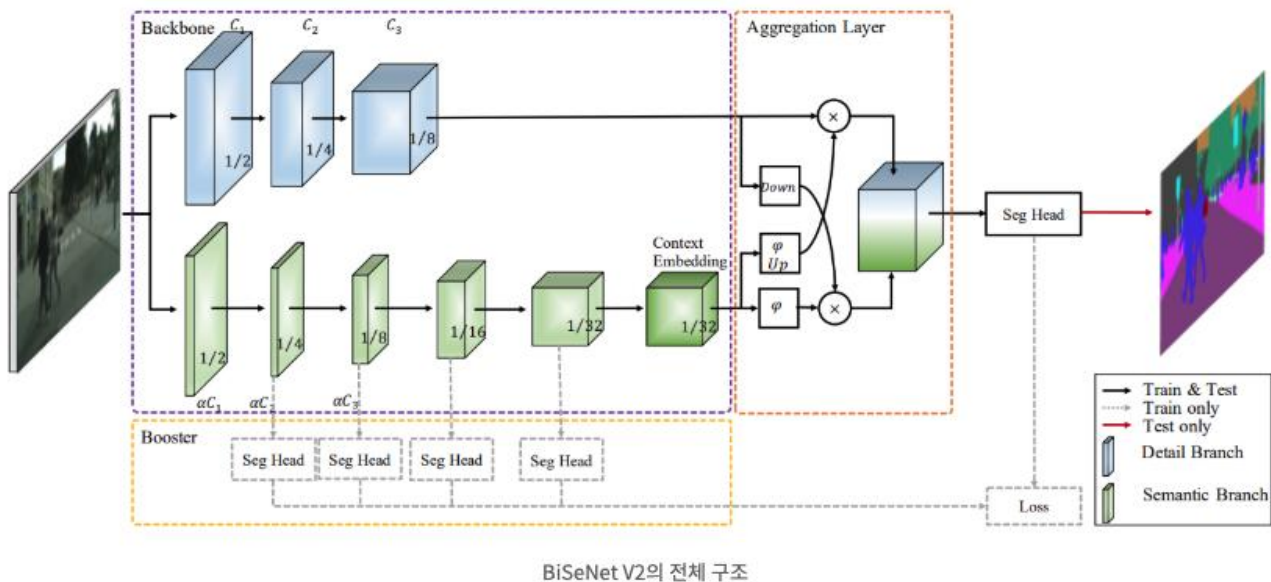 Backbone
C₁
C₂
C₃
Aggregation Layer
1/2
1/4
1/8
×
Down
φ
Up
φ
×
Seg Head
Context
Embedding
1/2
1/4
1/8
1/16
1/32
1/32
αC₁
αC₂
αC₃
Booster
Seg Head
Seg Head
Seg Head
Seg Head
Loss
Train & Test
Train only
Test only
Detail Branch
Semantic Branch
BiSeNet V2의 전체 구조